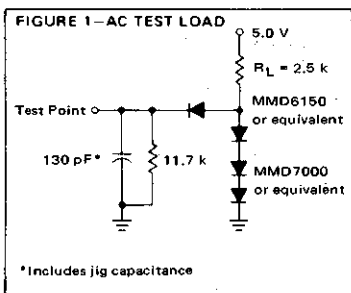 FIGURE 1—AC TEST LOAD
5.0 V
R_L = 2.5 k
Test Point
MMD6150
or equivalent
130 pF*
11.7 k
MMD7000
or equivalent
*Includes jig capacitance